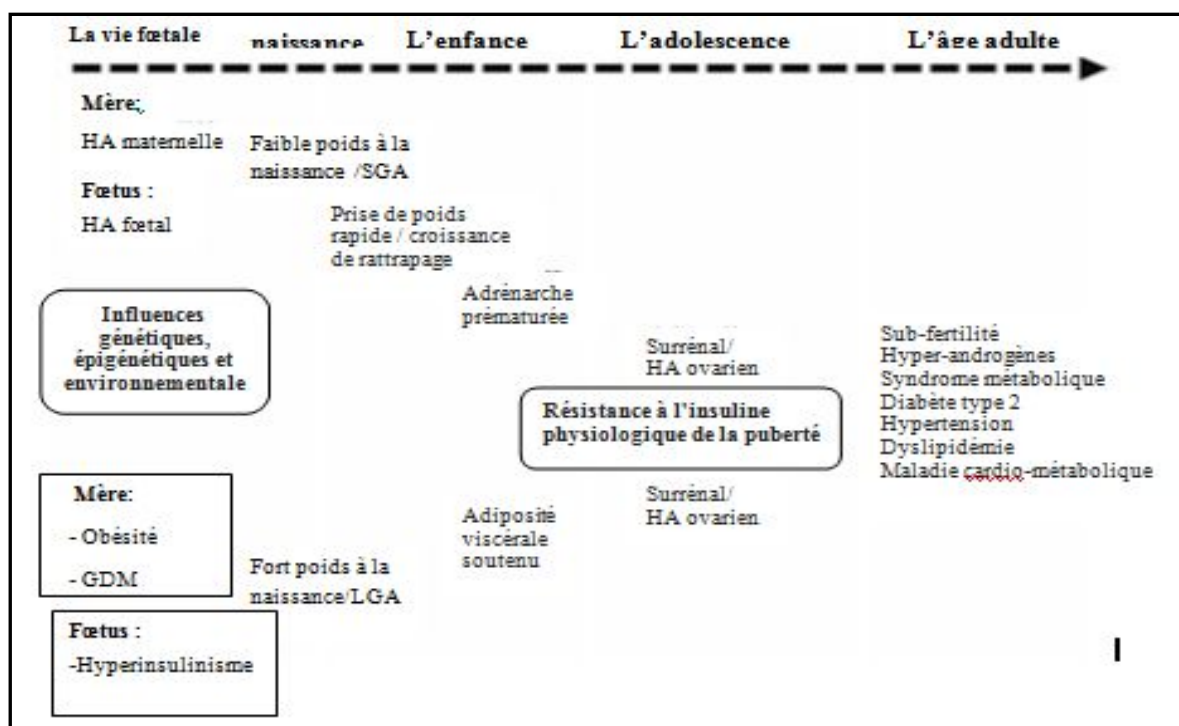 La vie fœtale naissance L'enfance L'adolescence L'âge adulte
Mère:
HA maternelle
Faible poids à la
naissance /SGA
Fœtus :
HA fœtal
Prise de poids
rapide / croissance
de rattrapage
Adrénarche
prématurée
Influences
génétiques,
épigénétiques et
environnementale
Surrénal/
HA ovarien
Résistance à l'insuline
physiologique de la puberté
Sub-fertilité
Hyper-androgènes
Syndrome métabolique
Diabète type 2
Hypertension
Dyslipidémie
Maladie cardio-métabolique
Mère:
- Obésité
- GDM
Fort poids à la
naissance/LGA
Adiposité
viscérale
soutenu
Surrénal/
HA ovarien
Fœtus :
-Hyperinsulinisme